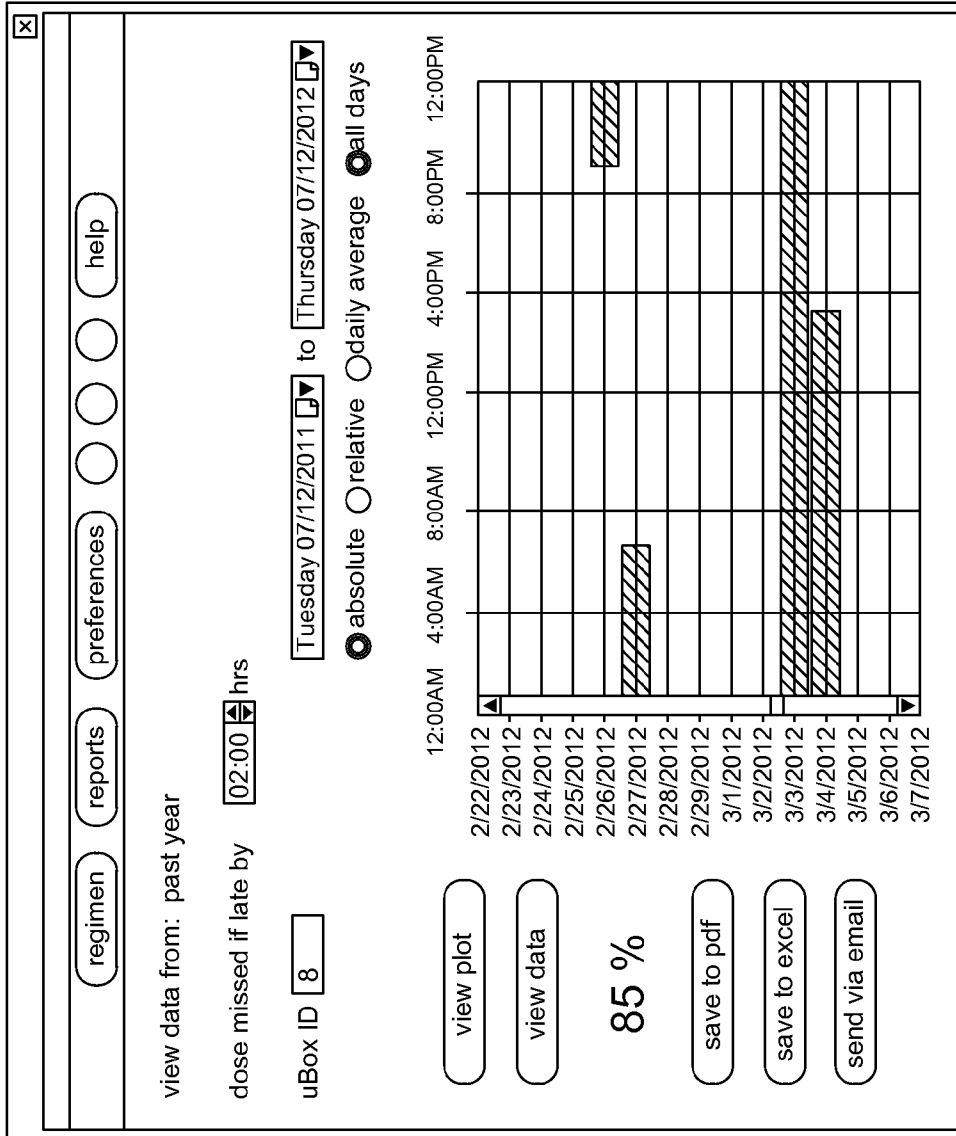 regimen reports preferences help
view data from: past year
dose missed if late by 02:00 hrs
uBox ID 8 Tuesday 07/12/2011 to Thursday 07/12/2012
absolute relative daily average all days
view plot
view data
85 %
save to pdf
save to excel
send via email
12:00AM 4:00AM 8:00AM 12:00PM 4:00PM 8:00PM 12:00PM
2/22/2012
2/23/2012
2/24/2012
2/25/2012
2/26/2012
2/27/2012
2/28/2012
2/29/2012
3/1/2012
3/2/2012
3/3/2012
3/4/2012
3/5/2012
3/6/2012
3/7/2012